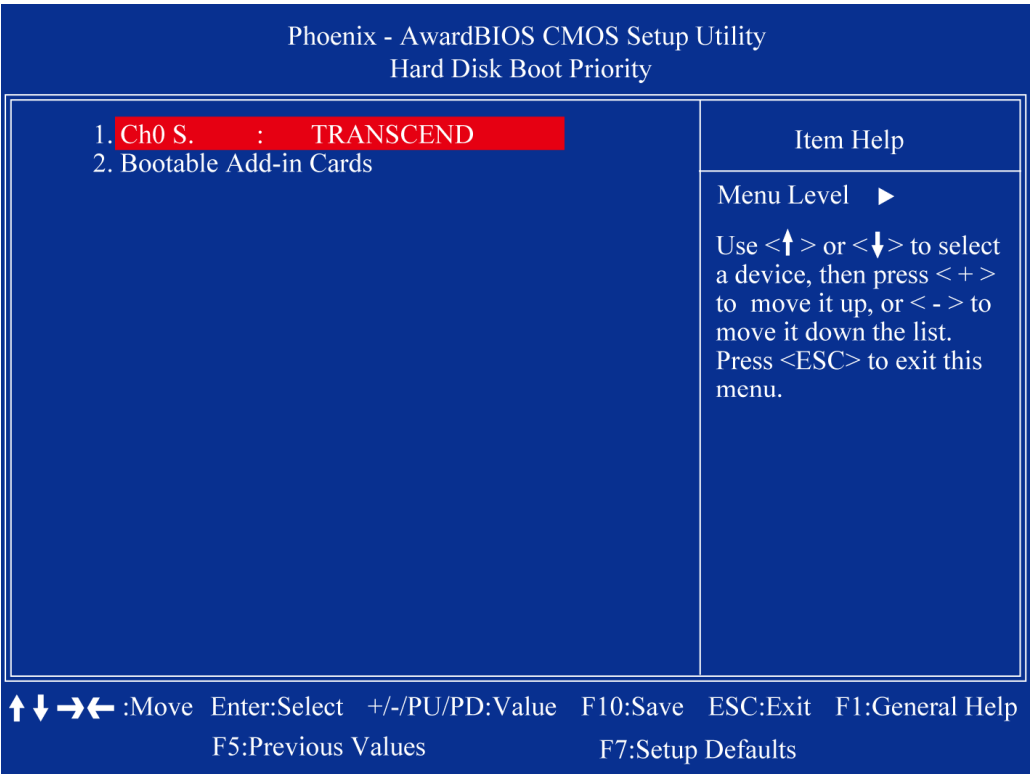 Phoenix - AwardBIOS CMOS Setup Utility
Hard Disk Boot Priority
1. Ch0 S. : TRANSCEND
2. Bootable Add-in Cards
Item Help
Menu Level ▶
Use <↑ > or <↓> to select
a device, then press < + >
to move it up, or < - > to
move it down the list.
Press <ESC> to exit this
menu.
↑ ↓ → ← :Move Enter:Select +/-/PU/PD:Value F10:Save ESC:Exit F1:General Help
F5:Previous Values F7:Setup Defaults